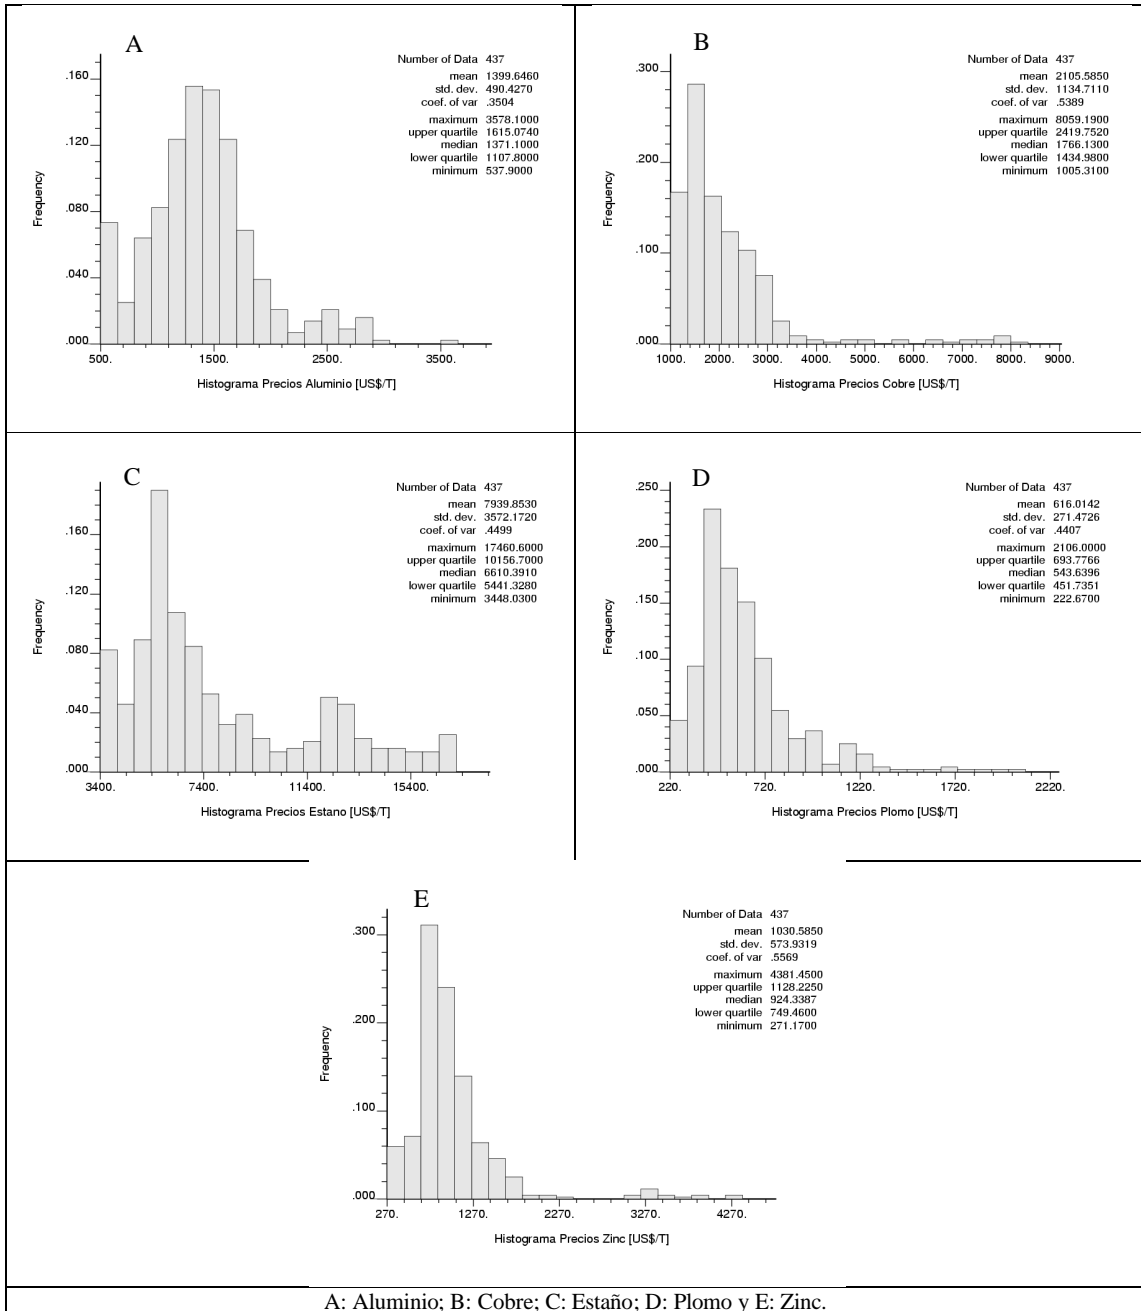 A
Number of Data 437
mean 1399.6460
std. dev. 490.4270
coef. of var .3504
maximum 3578.1000
upper quartile 1615.0740
median 1371.1000
lower quartile 1107.8000
minimum 537.9000
Frequency
.160
.120
.080
.040
.000
500. 1500. 2500. 3500.
Histograma Precios Aluminio [US$/T]
B
Number of Data 437
mean 2105.5850
std. dev. 1134.7110
coef. of var .5389
maximum 8059.1900
upper quartile 2419.7520
median 1766.1300
lower quartile 1434.9800
minimum 1005.3100
Frequency
.300
.200
.100
.000
1000. 2000. 3000. 4000. 5000. 6000. 7000. 8000. 9000.
Histograma Precios Cobre [US$/T]
C
Number of Data 437
mean 7939.8530
std. dev. 3572.1720
coef. of var .4499
maximum 17460.6000
upper quartile 10156.7000
median 6610.3910
lower quartile 5441.3280
minimum 3448.0300
Frequency
.160
.120
.080
.040
.000
3400. 7400. 11400. 15400.
Histograma Precios Estano [US$/T]
D
Number of Data 437
mean 616.0142
std. dev. 271.4726
coef. of var .4407
maximum 2106.0000
upper quartile 693.7766
median 543.6396
lower quartile 451.7351
minimum 222.6700
Frequency
.250
.200
.150
.100
.050
.000
220. 720. 1220. 1720. 2220.
Histograma Precios Plomo [US$/T]
E
Number of Data 437
mean 1030.5850
std. dev. 573.9319
coef. of var .5569
maximum 4381.4500
upper quartile 1128.2250
median 924.3387
lower quartile 749.4600
minimum 271.1700
Frequency
.300
.200
.100
.000
270. 1270. 2270. 3270. 4270.
Histograma Precios Zinc [US$/T]
A: Aluminio; B: Cobre; C: Estaño; D: Plomo y E: Zinc.